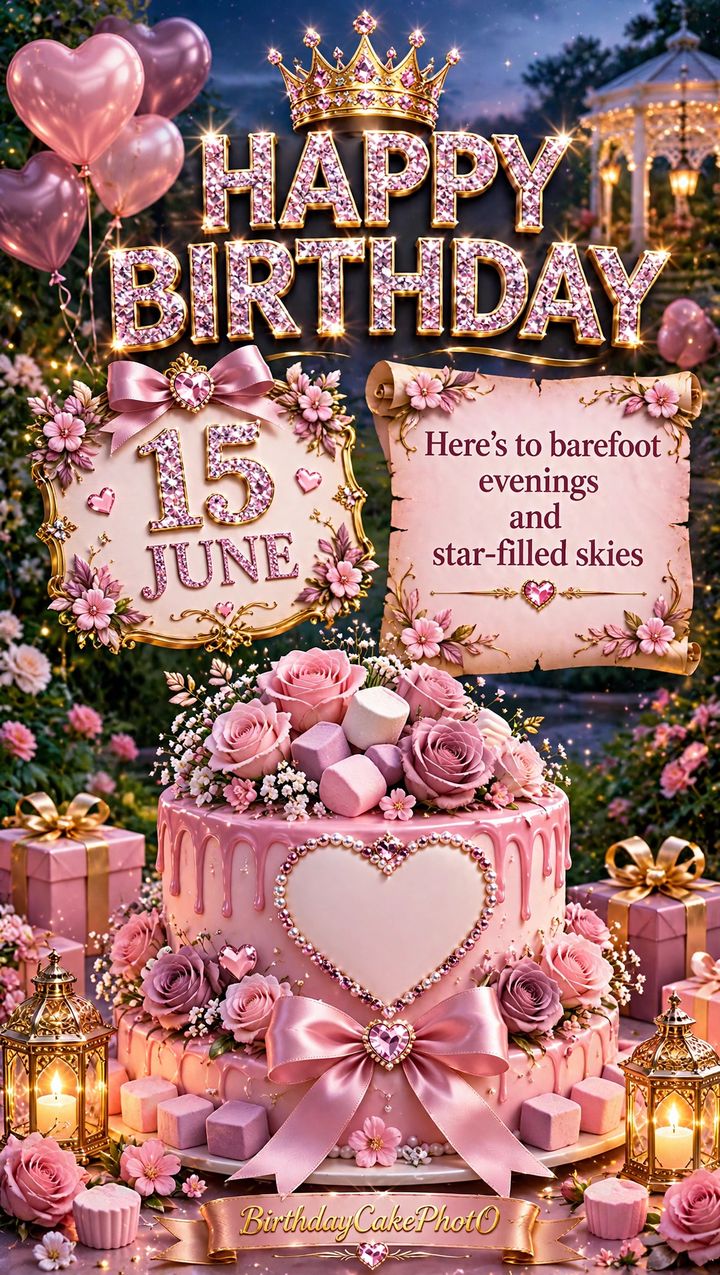 HAPPY
BIRTHDAY
15
JUNE
Here's to barefoot
evenings
and
star-filled skies
BirthdayCakePhotO